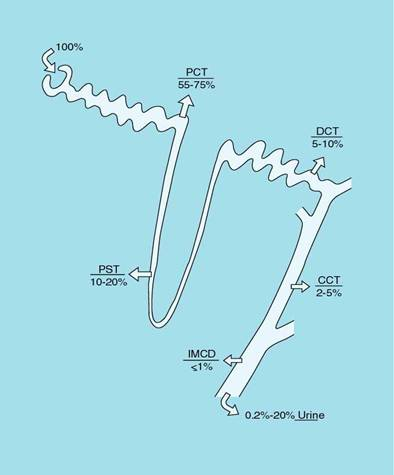 100%
PCT
55-75%
DCT
5-10%
PST
10-20%
CCT
2-5%
IMCD
≤1%
0.2%-20% Urine